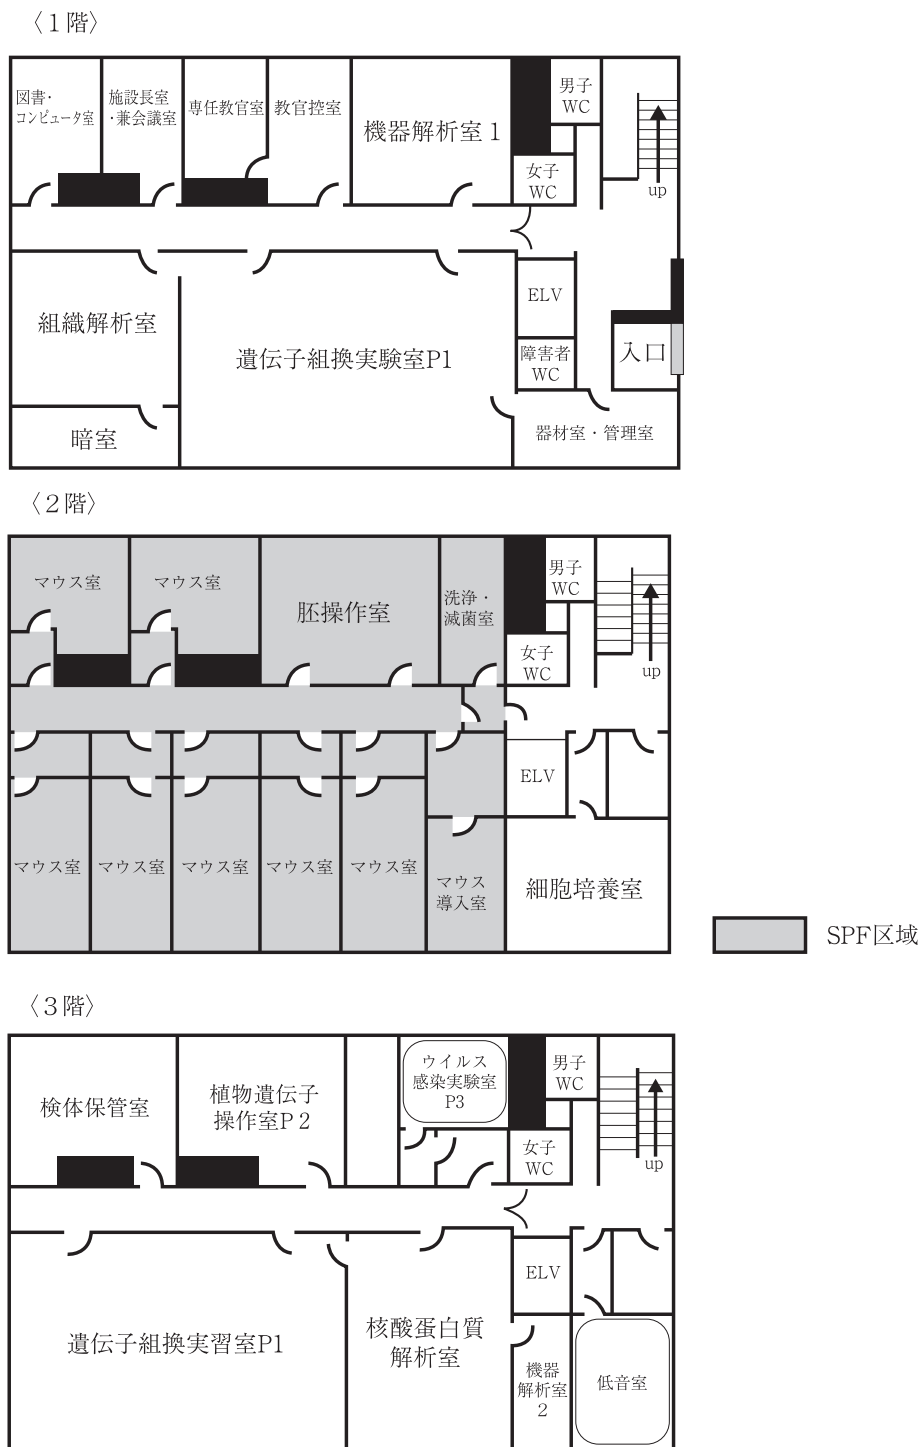 〈１階〉
図書・
コンピュータ室
施設長室
・兼会議室
専任教官室
教官控室
機器解析室１
男子
WC
女子
WC
up
組織解析室
遺伝子組換実験室P1
ELV
障害者
WC
入口
暗室
器材室・管理室
〈２階〉
マウス室
マウス室
胚操作室
洗浄・
滅菌室
男子
WC
女子
WC
up
ELV
マウス室
マウス室
マウス室
マウス室
マウス室
マウス
導入室
細胞培養室
SPF区域
〈３階〉
検体保管室
植物遺伝子
操作室P２
ウイルス
感染実験室
P3
男子
WC
女子
WC
up
ELV
遺伝子組換実習室P1
核酸蛋白質
解析室
機器
解析室
2
低音室